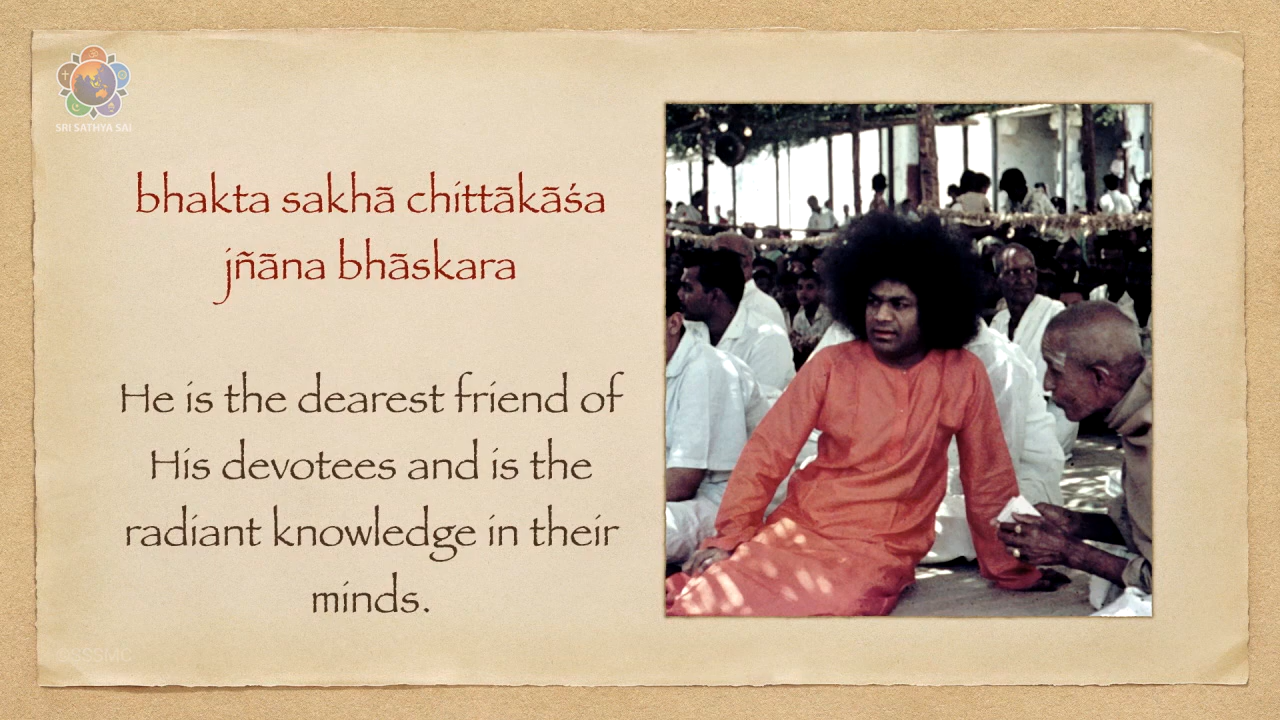 SRI SATHYA SAI
bhakta sakhā chittākāśa
jñāna bhāskara
He is the dearest friend of
His devotees and is the
radiant knowledge in their
minds.
©SSSMC